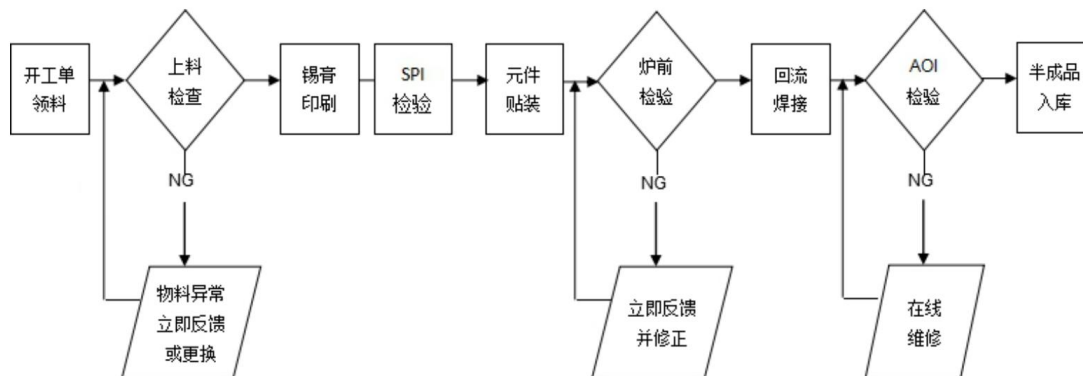 开工单
领料
上料
检查
锡膏
印刷
SPI
检验
元件
贴装
炉前
检验
回流
焊接
AOI
检验
半成品
入库
NG
NG
NG
物料异常
立即反馈
或更换
立即反馈
并修正
在线
维修